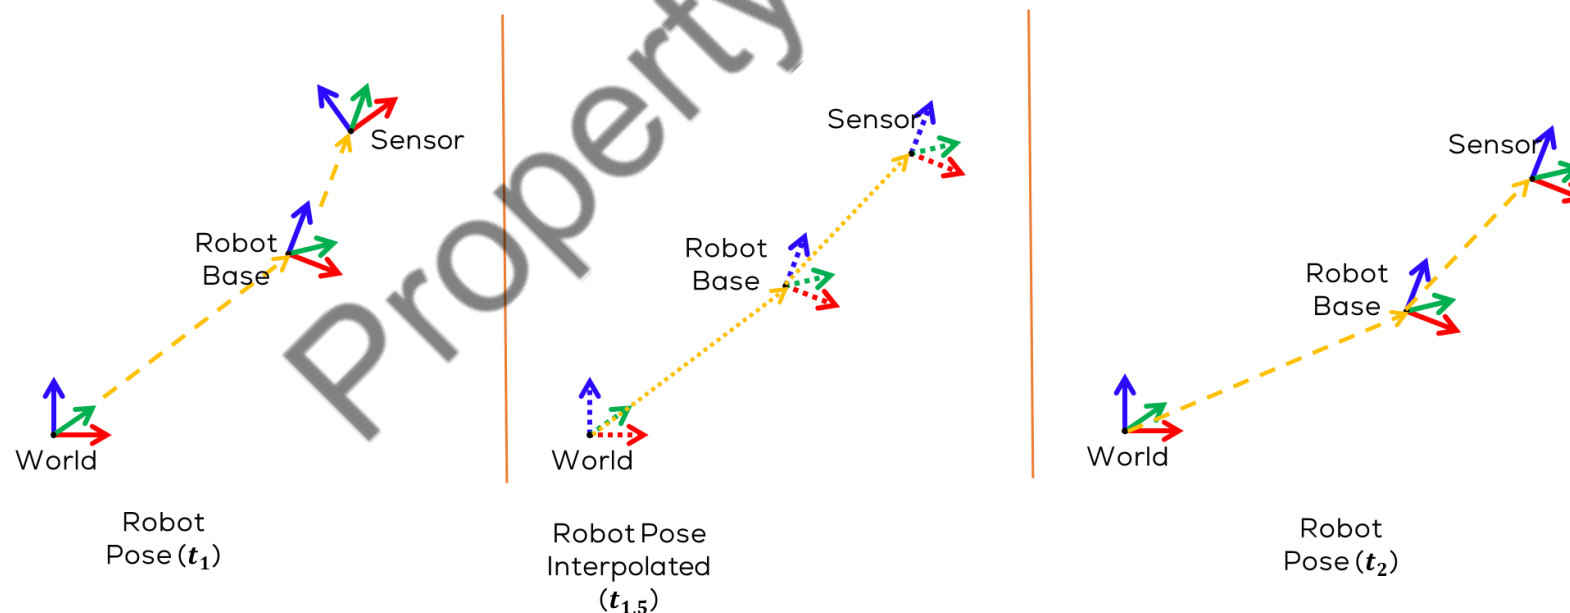 Property
Sensor
Robot
Base
World
Robot
Pose (t₁)
Sensor
Robot
Base
World
Robot Pose
Interpolated
(t₁.₅)
Sensor
Robot
Base
World
Robot
Pose (t₂)